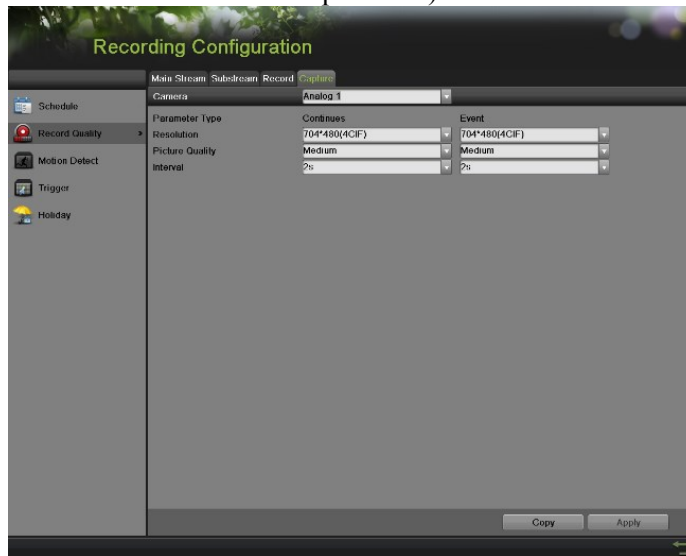 Recording Configuration
Main Stream Substream Record Capture
Camera Analog 1
Schedule
Record Quality
Motion Detect
Trigger
Holiday
Parameter Type Continues Event
Resolution 704*480(4CIF) 704*480(4CIF)
Picture Quality Medium Medium
Interval 2s 2s
Copy Apply